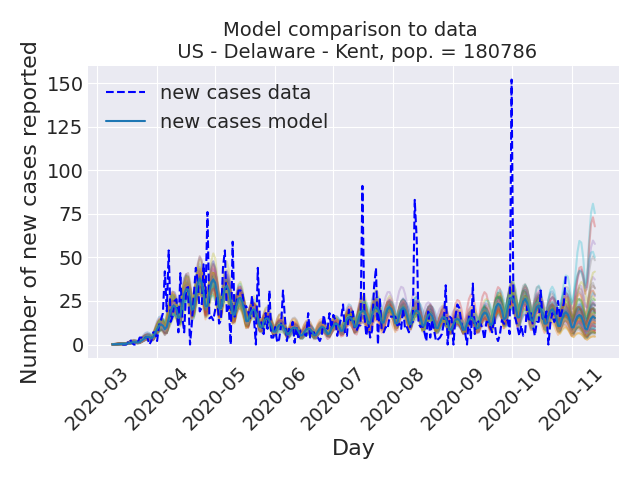 Model comparison to data
US - Delaware - Kent, pop. = 180786
Number of new cases reported
150
125
100
75
50
25
0
new cases data
new cases model
2020-03
2020-04
2020-05
2020-06
2020-07
2020-08
2020-09
2020-10
2020-11
Day